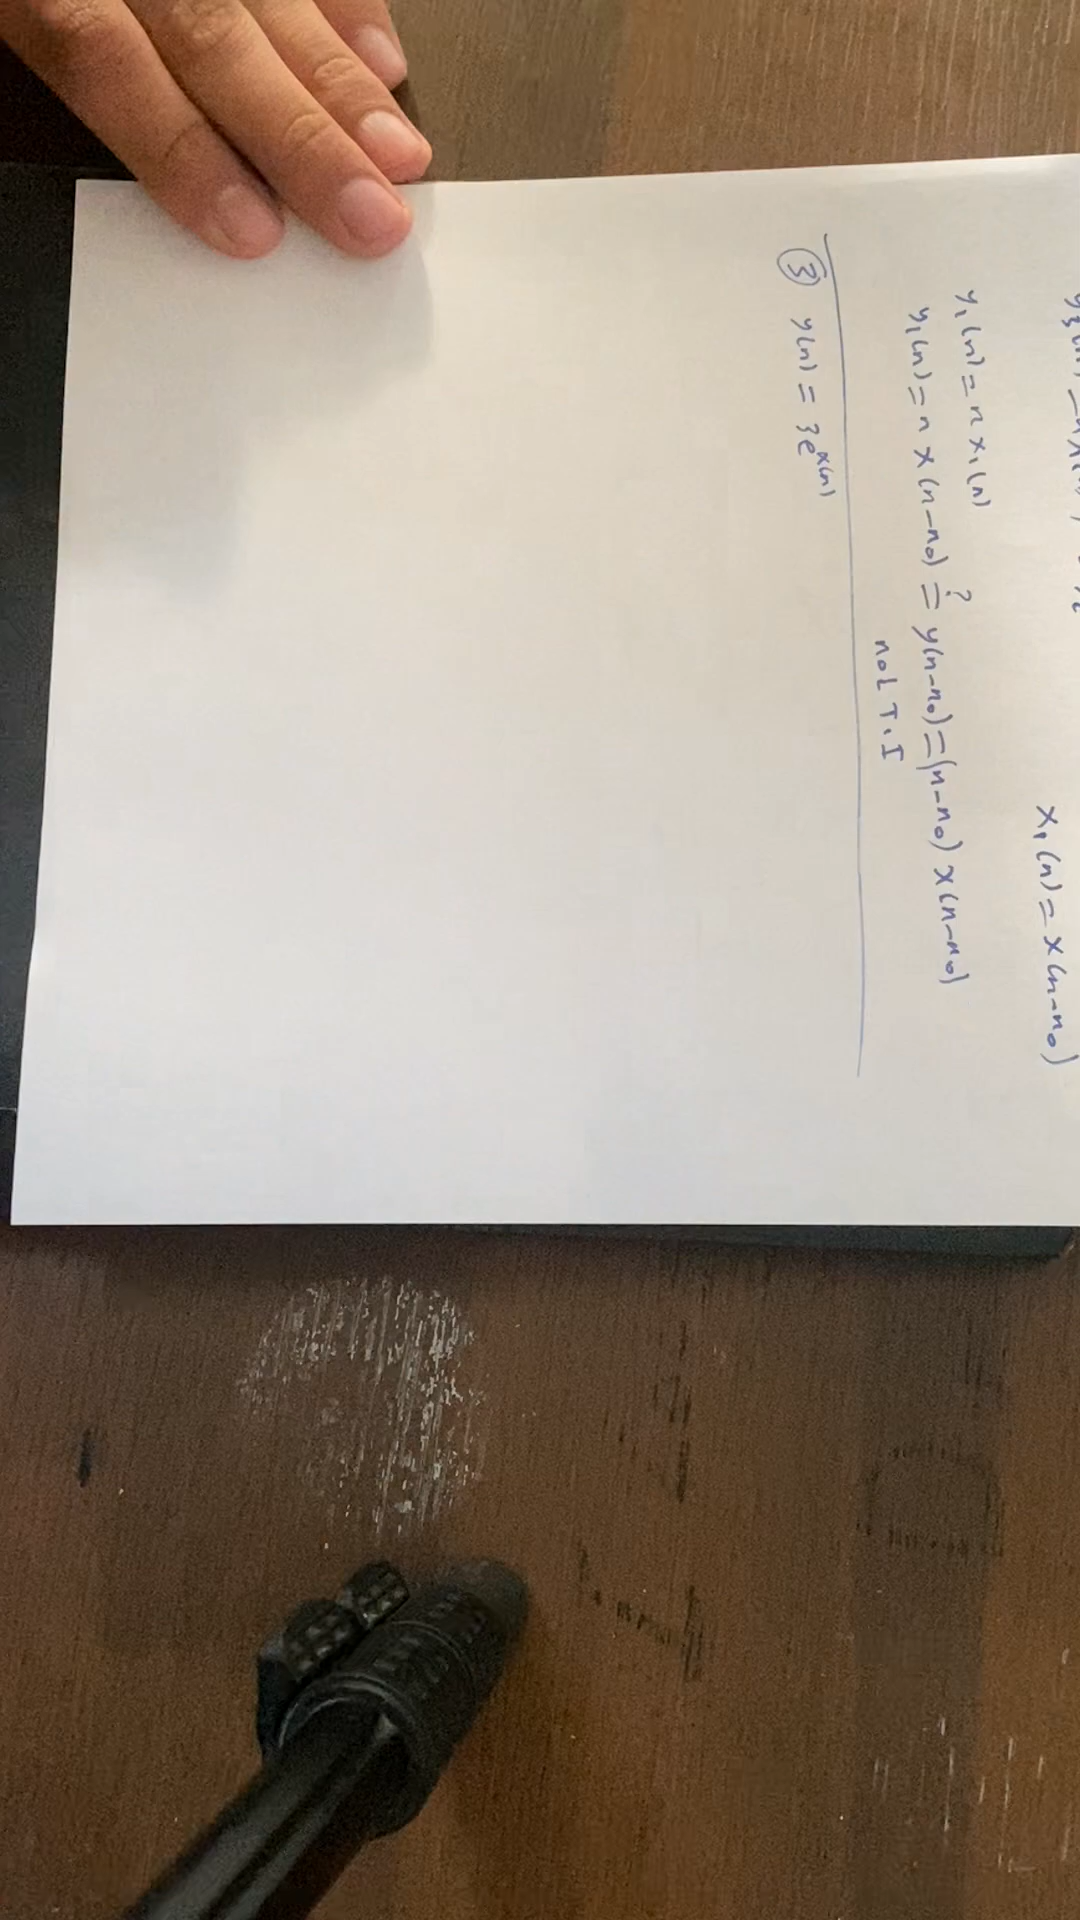 x₁(n) = x(n-n₀)
y₁(n) = n x₁(n)
y₁(n) = n x(n-n₀) =? y(n-n₀) = (n-n₀) x(n-n₀)
not T.I
③ y(n) = 3e^x(n)